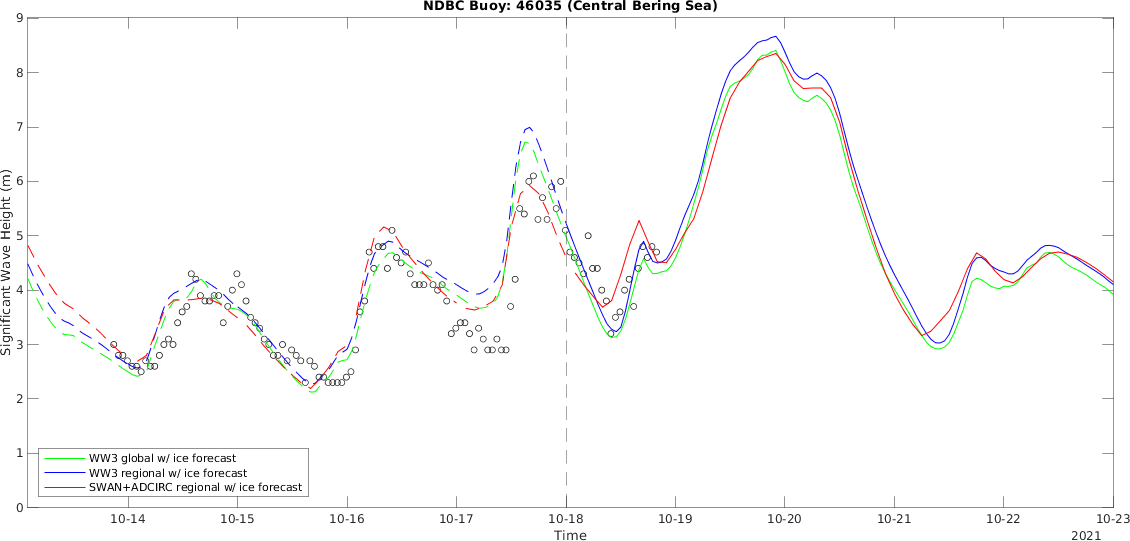 NDBC Buoy: 46035 (Central Bering Sea)
9
8
7
6
5
4
3
2
1
0
Significant Wave Height (m)
WW3 global w/ ice forecast
WW3 regional w/ ice forecast
SWAN+ADCIRC regional w/ ice forecast
10-14 10-15 10-16 10-17 10-18 10-19 10-20 10-21 10-22 10-23
Time
2021